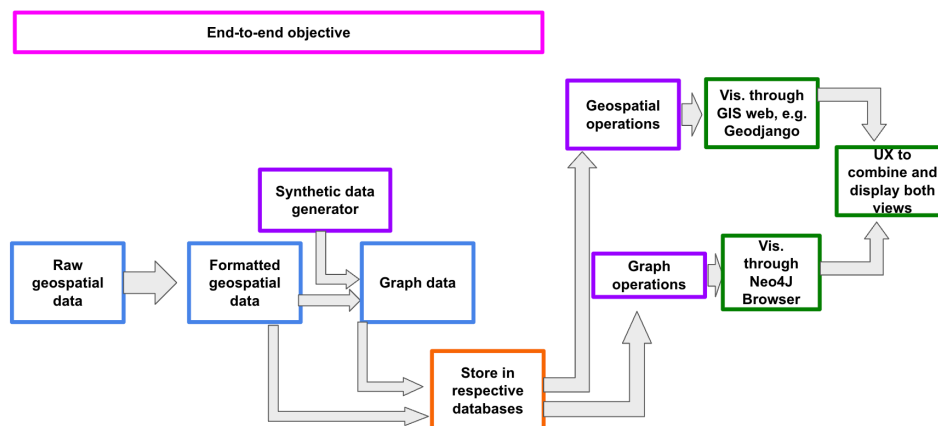 End-to-end objective
Geospatial
operations
Vis. through
GIS web, e.g.
Geodjango
UX to
combine and
display both
views
Synthetic data
generator
Raw
geospatial
data
Formatted
geospatial
data
Graph data
Graph
operations
Vis.
through
Neo4J
Browser
Store in
respective
databases